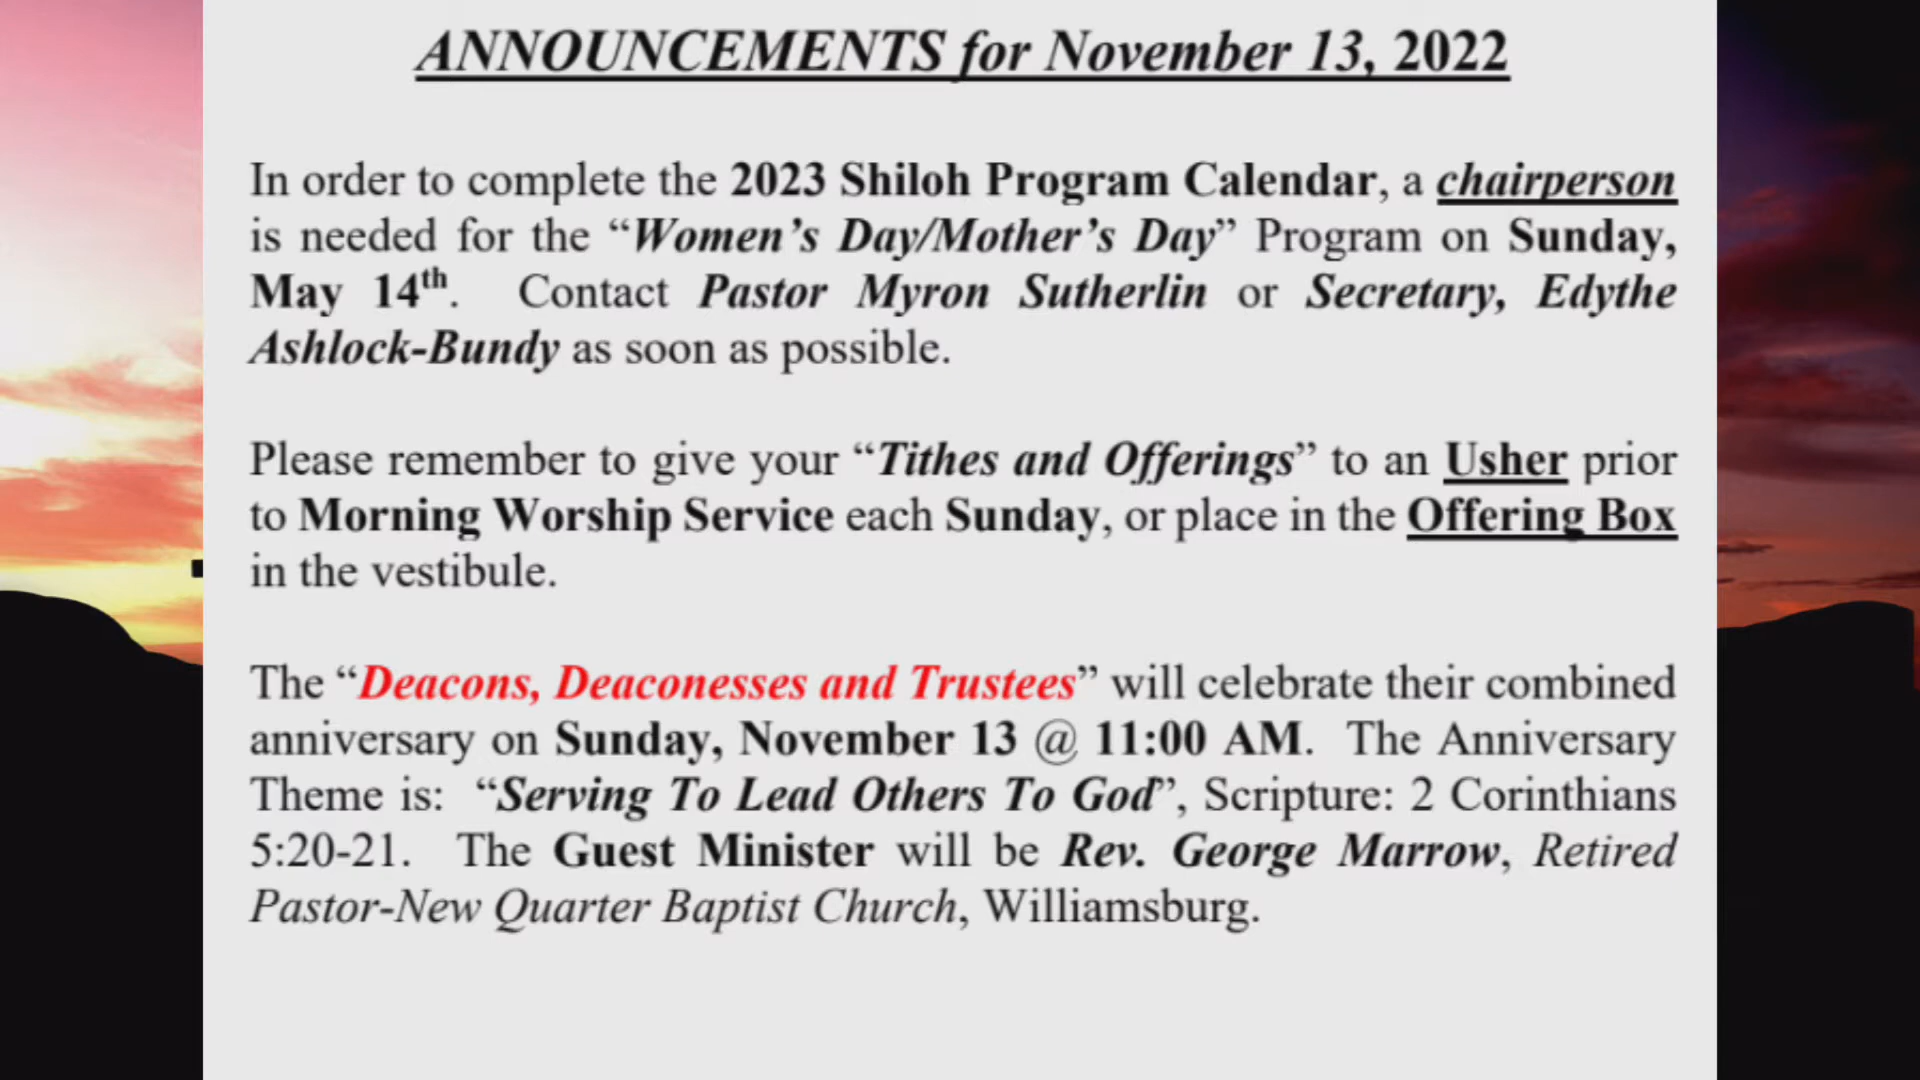 ANNOUNCEMENTS for November 13, 2022
In order to complete the 2023 Shiloh Program Calendar, a chairperson
is needed for the “Women’s Day/Mother’s Day” Program on Sunday,
May 14th. Contact Pastor Myron Sutherlin or Secretary, Edythe
Ashlock-Bundy as soon as possible.
Please remember to give your “Tithes and Offerings” to an Usher prior
to Morning Worship Service each Sunday, or place in the Offering Box
in the vestibule.
The “Deacons, Deaconesses and Trustees” will celebrate their combined
anniversary on Sunday, November 13 @ 11:00 AM. The Anniversary
Theme is: “Serving To Lead Others To God”, Scripture: 2 Corinthians
5:20-21. The Guest Minister will be Rev. George Marrow, Retired
Pastor-New Quarter Baptist Church, Williamsburg.